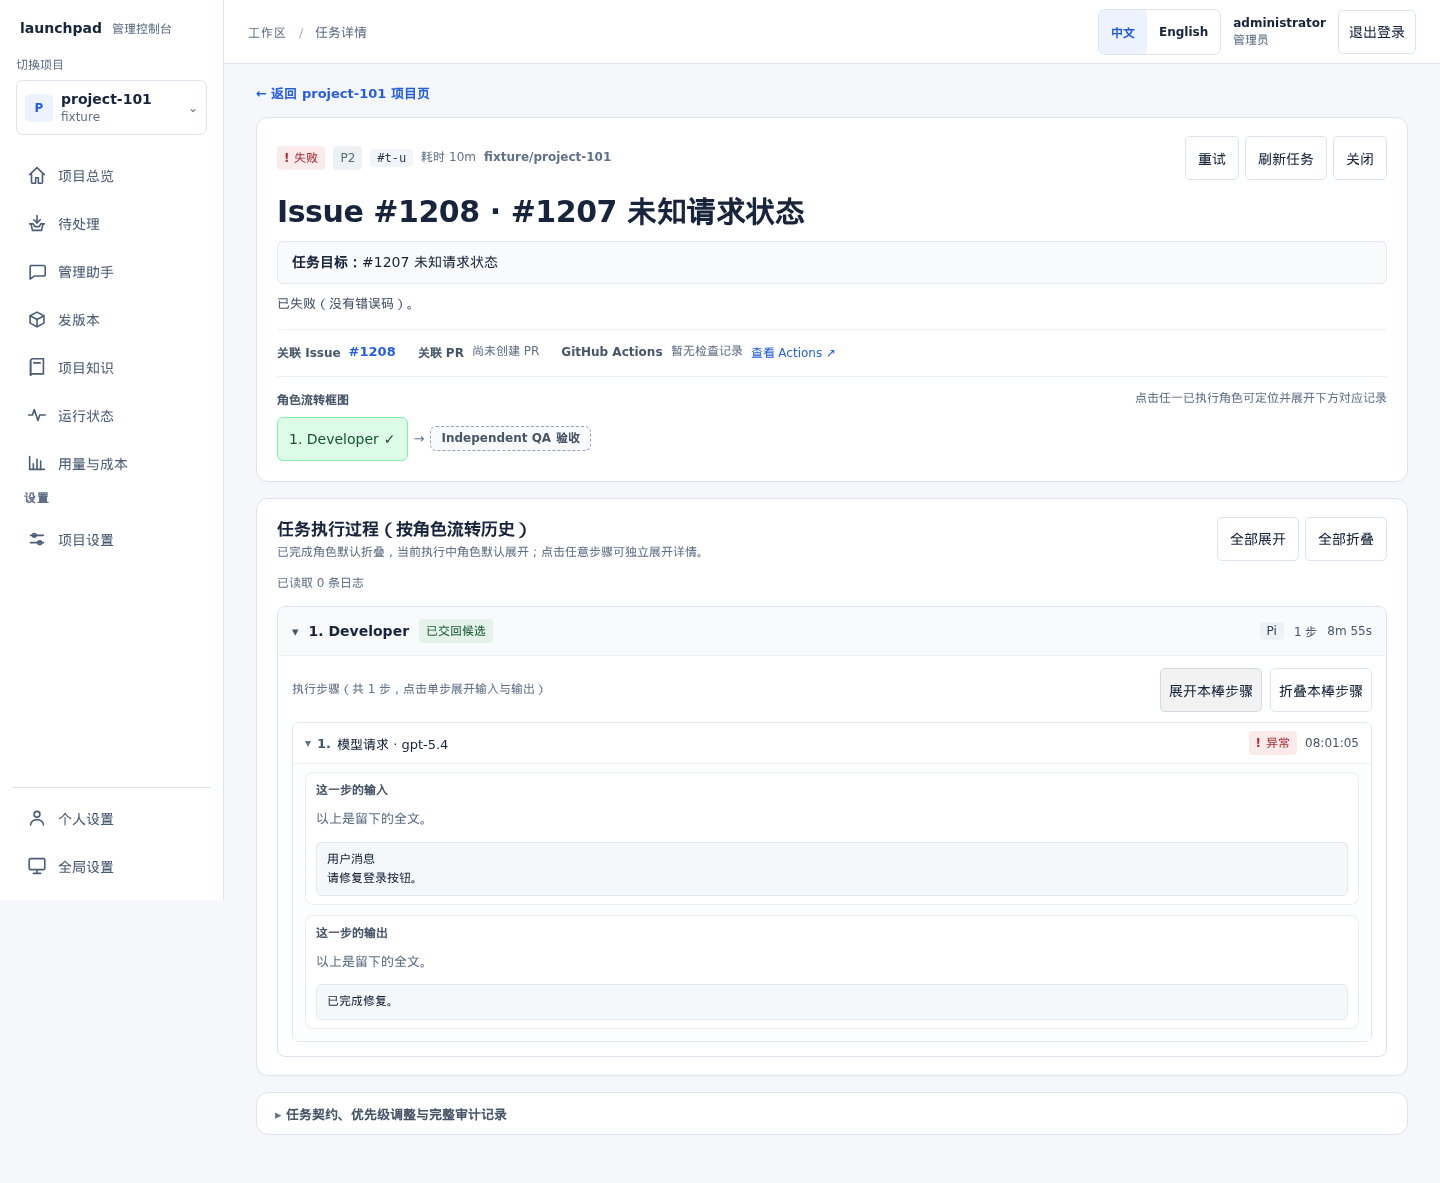 launchpad 管理控制台
切换项目
P project-101
fixture
项目总览
待处理
管理助手
发版本
项目知识
运行状态
用量与成本
设置
项目设置
个人设置
全局设置
工作区 / 任务详情
中文 English
administrator
管理员
退出登录
← 返回 project-101 项目页
! 失败 P2 #t-u 耗时 10m fixture/project-101
重试 刷新任务 关闭
Issue #1208 · #1207 未知请求状态
任务目标：#1207 未知请求状态
已失败（没有错误码）。
关联 Issue #1208 关联 PR 尚未创建 PR GitHub Actions 暂无检查记录 查看 Actions ↗
角色流转框图 点击任一已执行角色可定位并展开下方对应记录
1. Developer ✓ → Independent QA 验收
任务执行过程（按角色流转历史）
已完成角色默认折叠，当前执行中角色默认展开；点击任意步骤可独立展开详情。
全部展开 全部折叠
已读取 0 条日志
▾ 1. Developer 已交回候选 Pi 1 步 8m 55s
执行步骤（共 1 步，点击单步展开输入与输出） 展开本棒步骤 折叠本棒步骤
▾ 1. 模型请求 · gpt-5.4 ! 异常 08:01:05
这一步的输入
以上是留下的全文。
用户消息
请修复登录按钮。
这一步的输出
以上是留下的全文。
已完成修复。
▸ 任务契约、优先级调整与完整审计记录